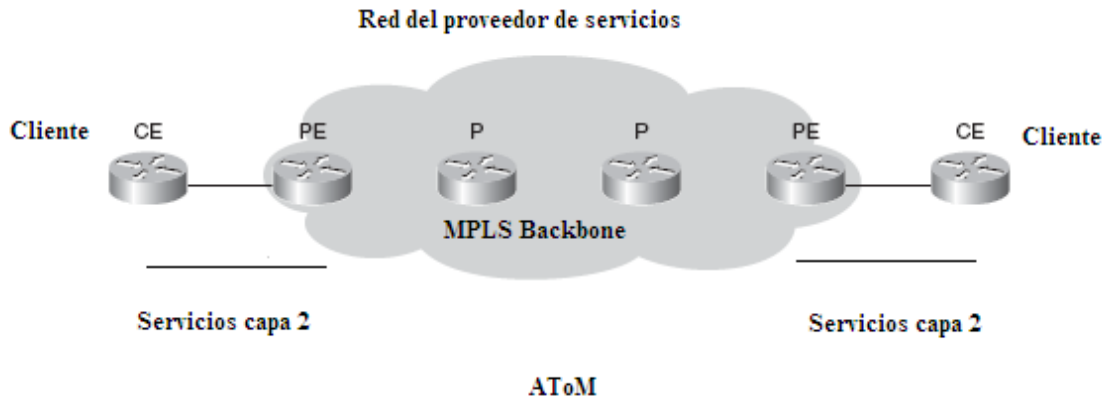 Red del proveedor de servicios
Cliente CE PE P P PE CE Cliente
MPLS Backbone
Servicios capa 2 Servicios capa 2
AToM